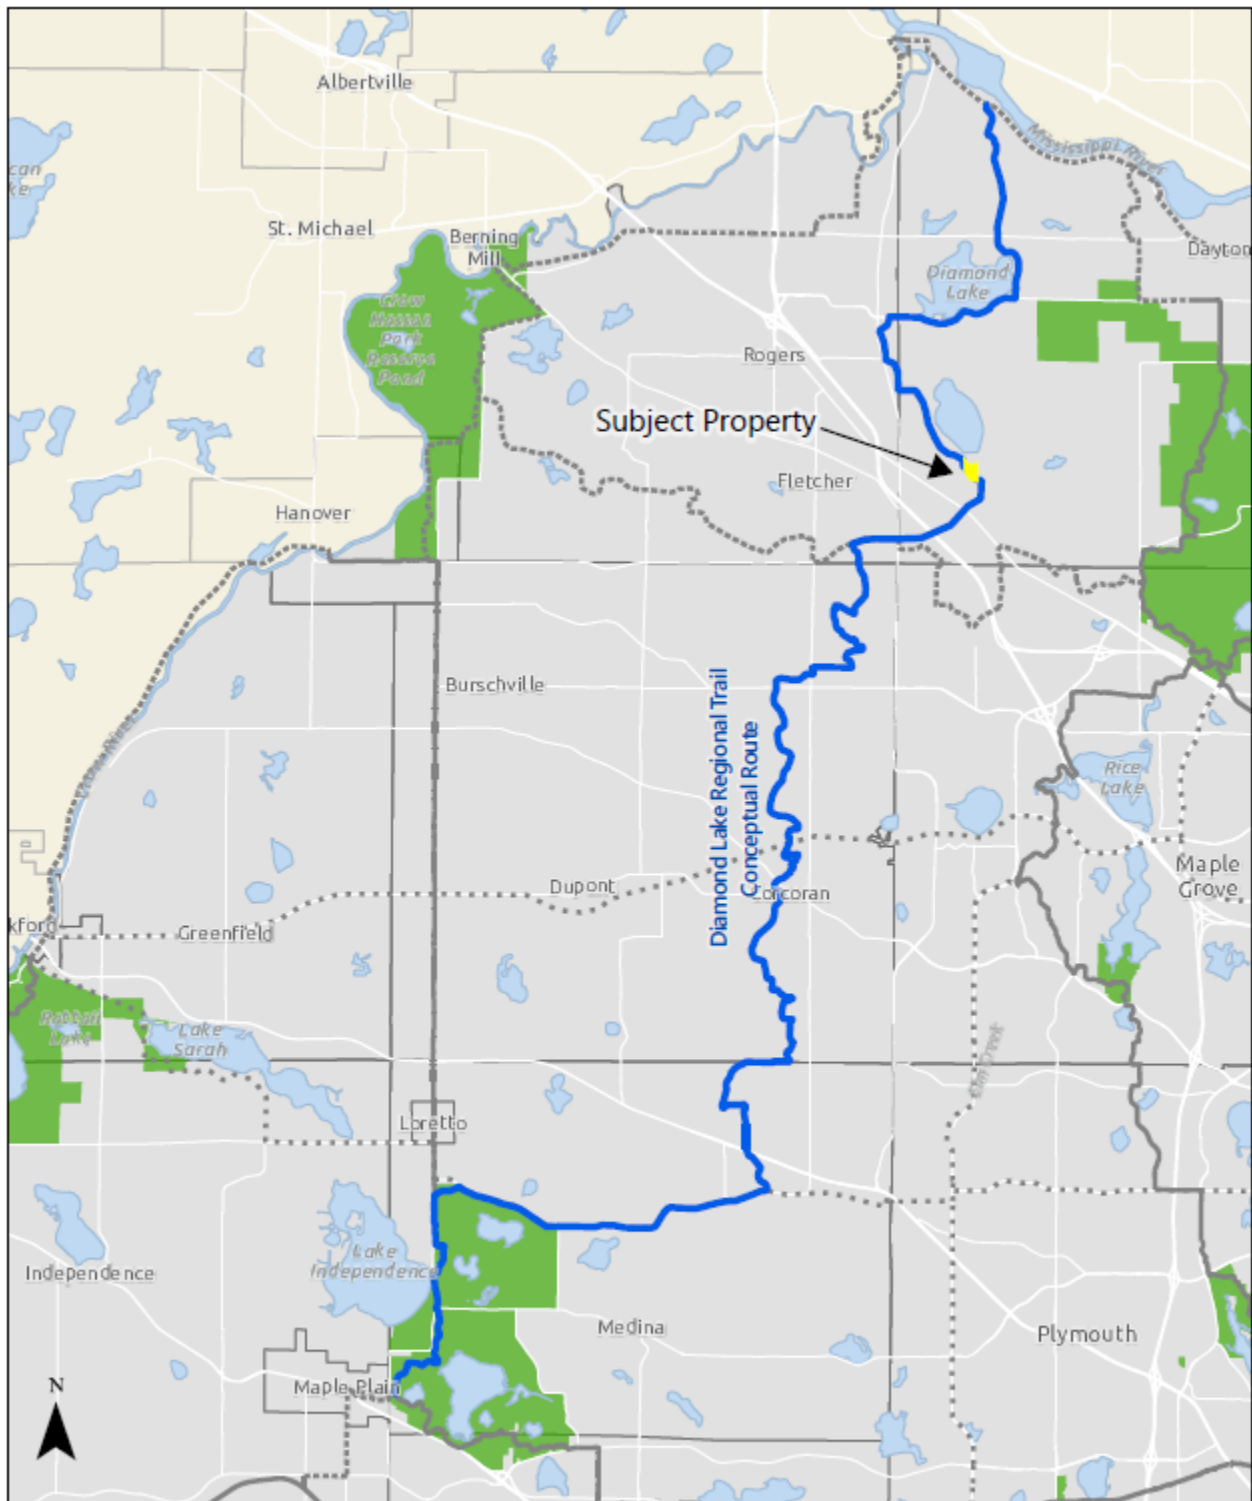 Albertville
Mississippi River
St. Michael
Berning
Mill
Dayton
Diamond
Lake
Crow
Hassan
Park
Reserve
Pond
Rogers
Subject Property
Fletcher
Hanover
Burschville
Diamond Lake Regional Trail
Conceptual Route
Rice
Lake
Maple
Grove
Dupont
Corcoran
kford
Greenfield
Lake
Sarah
Loretto
Lake
Independence
Independence
Medina
Plymouth
Maple Plain
N